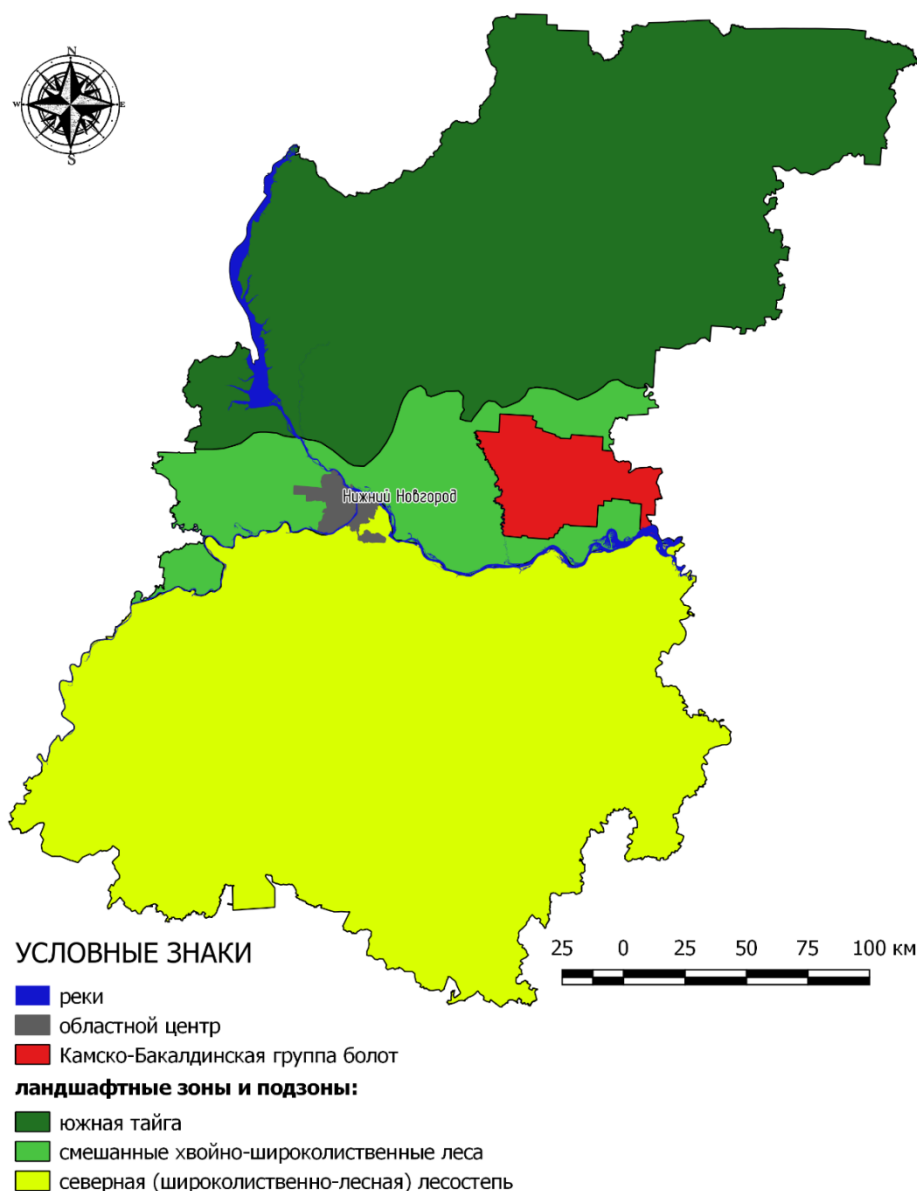 N
W
E
S
Нижний Новгород
УСЛОВНЫЕ ЗНАКИ
25 0 25 50 75 100 км
реки
областной центр
Камско-Бакалдинская группа болот
ландшафтные зоны и подзоны:
южная тайга
смешанные хвойно-широколиственные леса
северная (широколиственно-лесная) лесостепь